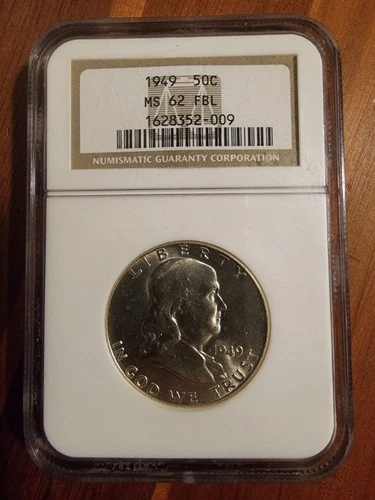 1949 50C
MS 62 FBL
1628352-009
NUMISMATIC GUARANTY CORPORATION
LIBERTY
1949
IN GOD WE TRUST